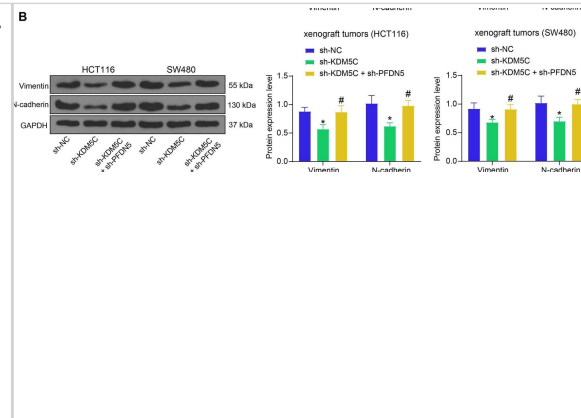 B
HCT116 SW480
Vimentin 55 kDa
N-cadherin 130 kDa
GAPDH 37 kDa
sh-NC
sh-KDM5C
sh-KDM5C
+ sh-PFDN5
sh-NC
sh-KDM5C
sh-KDM5C
+ sh-PFDN5
xenograft tumors (HCT116)
sh-NC
sh-KDM5C
sh-KDM5C + sh-PFDN5
Protein expression level
1.5
1.0
0.5
0.0
* # * #
Vimentin N-cadherin
xenograft tumors (SW480)
sh-NC
sh-KDM5C
sh-KDM5C + sh-PFDN5
Protein expression level
1.5
1.0
0.5
0.0
* # * #
Vimentin N-cadherin